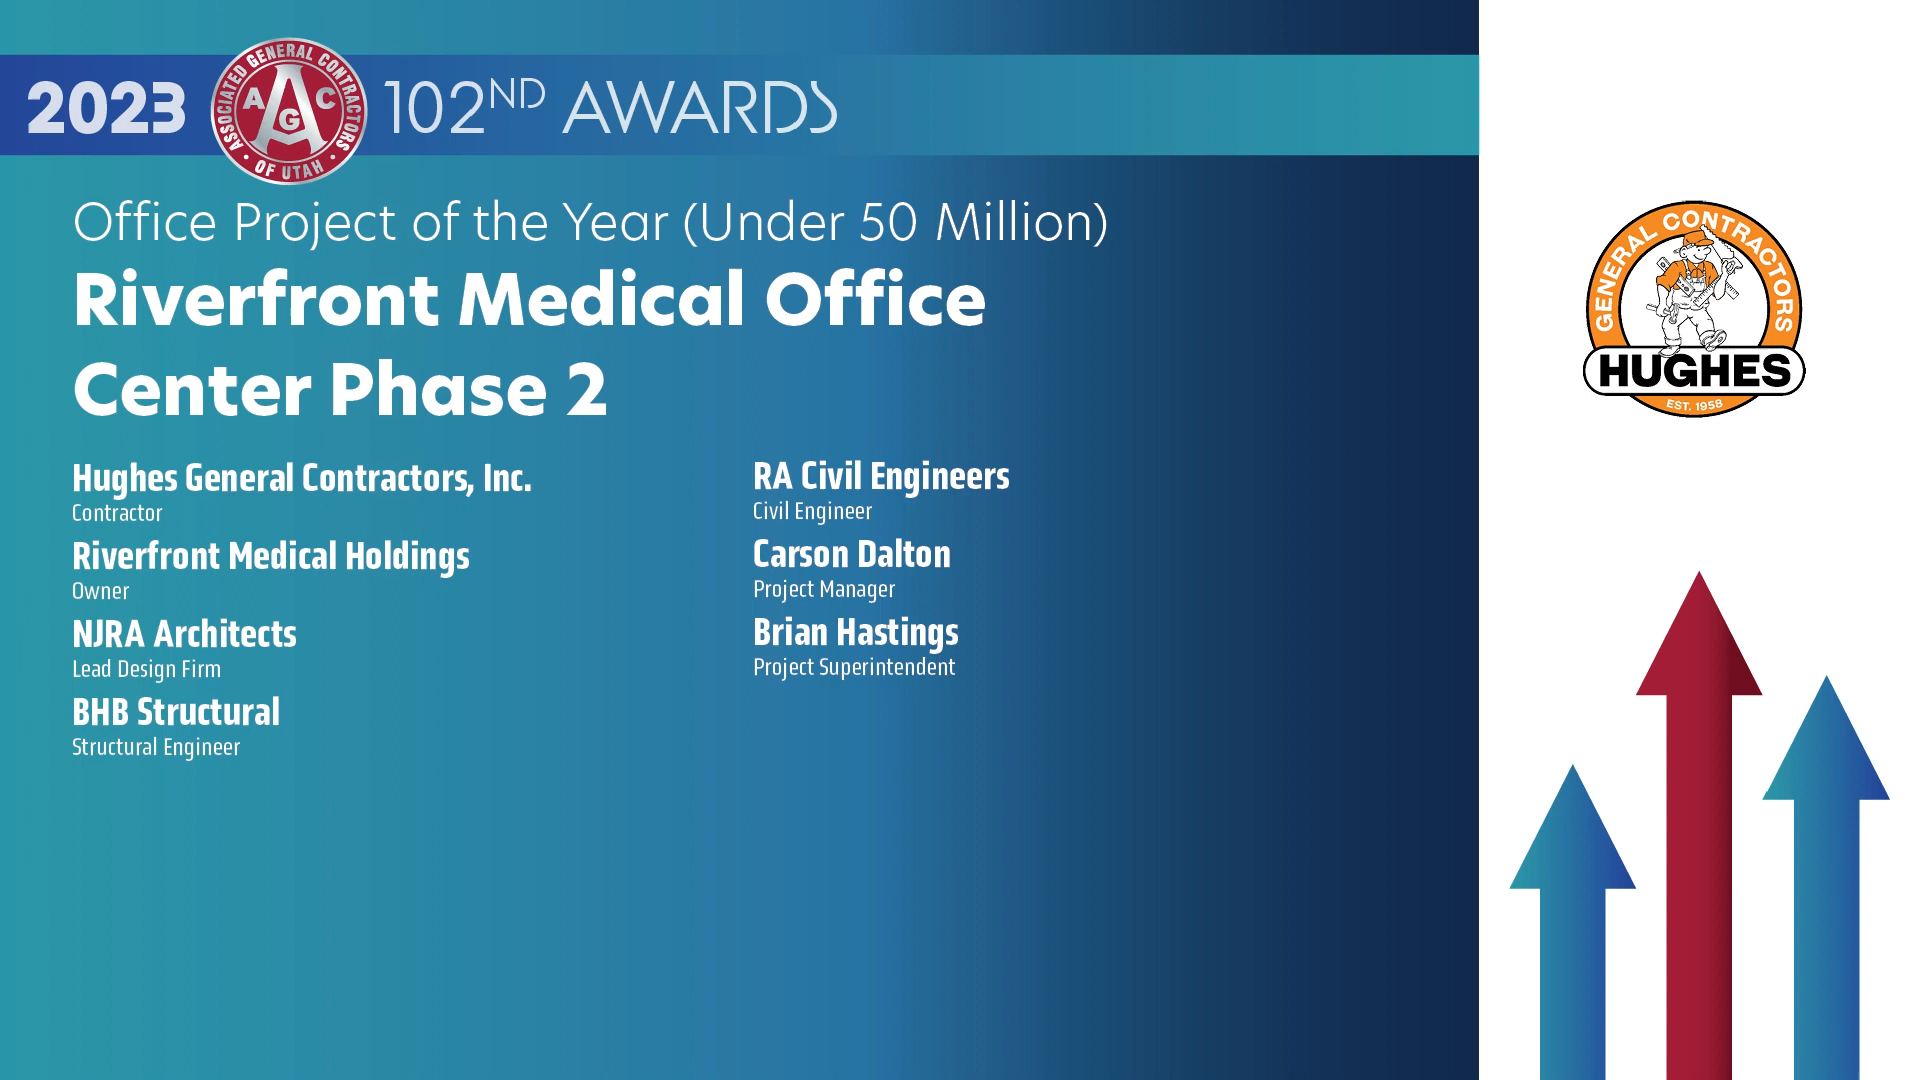 2023
ASSOCIATED GENERAL CONTRACTORS
OF UTAH
A G C
102ND AWARDS
Office Project of the Year (Under 50 Million)
Riverfront Medical Office
Center Phase 2
Hughes General Contractors, Inc.
Contractor
Riverfront Medical Holdings
Owner
NJRA Architects
Lead Design Firm
BHB Structural
Structural Engineer
RA Civil Engineers
Civil Engineer
Carson Dalton
Project Manager
Brian Hastings
Project Superintendent
GENERAL CONTRACTORS
HUGHES
EST. 1958